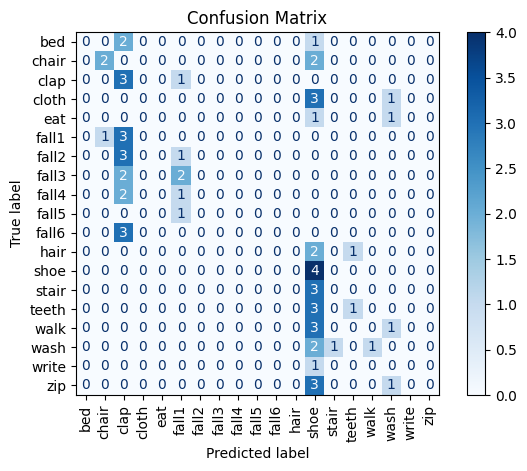 Confusion Matrix
True label
bed 0 0 2 0 0 0 0 0 0 0 0 0 1 0 0 0 0 0 0
chair 0 2 0 0 0 0 0 0 0 0 0 0 2 0 0 0 0 0 0
clap 0 0 3 0 0 1 0 0 0 0 0 0 0 0 0 0 0 0 0
cloth 0 0 0 0 0 0 0 0 0 0 0 0 3 0 0 0 1 0 0
eat 0 0 0 0 0 0 0 0 0 0 0 0 1 0 0 0 1 0 0
fall1 0 1 3 0 0 0 0 0 0 0 0 0 0 0 0 0 0 0 0
fall2 0 0 3 0 0 1 0 0 0 0 0 0 0 0 0 0 0 0 0
fall3 0 0 2 0 0 2 0 0 0 0 0 0 0 0 0 0 0 0 0
fall4 0 0 2 0 0 1 0 0 0 0 0 0 0 0 0 0 0 0 0
fall5 0 0 0 0 0 1 0 0 0 0 0 0 0 0 0 0 0 0 0
fall6 0 0 3 0 0 0 0 0 0 0 0 0 0 0 0 0 0 0 0
hair 0 0 0 0 0 0 0 0 0 0 0 0 2 0 1 0 0 0 0
shoe 0 0 0 0 0 0 0 0 0 0 0 0 4 0 0 0 0 0 0
stair 0 0 0 0 0 0 0 0 0 0 0 0 3 0 0 0 0 0 0
teeth 0 0 0 0 0 0 0 0 0 0 0 0 3 0 1 0 0 0 0
walk 0 0 0 0 0 0 0 0 0 0 0 0 3 0 0 0 1 0 0
wash 0 0 0 0 0 0 0 0 0 0 0 0 2 1 0 1 0 0 0
write 0 0 0 0 0 0 0 0 0 0 0 0 1 0 0 0 0 0 0
zip 0 0 0 0 0 0 0 0 0 0 0 0 3 0 0 0 1 0 0
bed chair clap cloth eat fall1 fall2 fall3 fall4 fall5 fall6 hair shoe stair teeth walk wash write zip
Predicted label
4.0
3.5
3.0
2.5
2.0
1.5
1.0
0.5
0.0